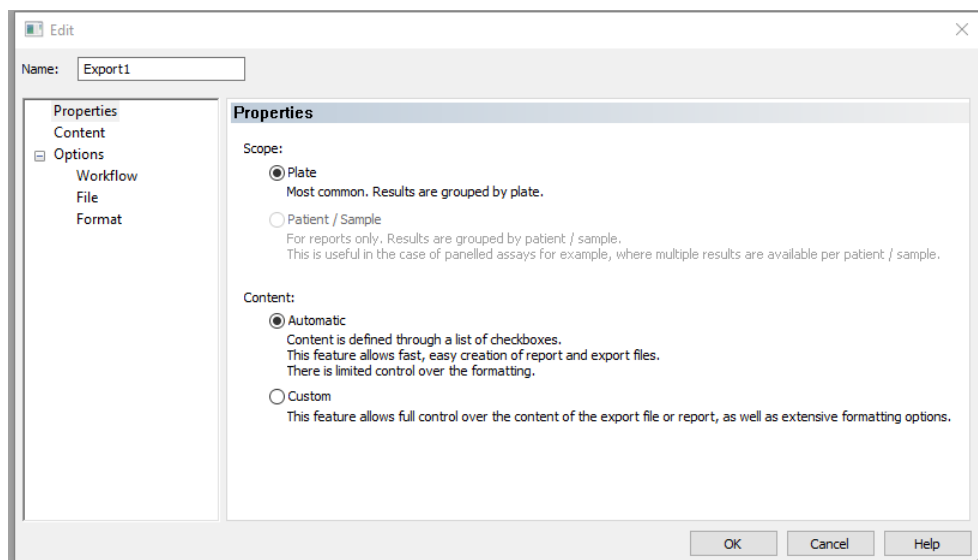 Edit
Name: Export1
Properties
Content
Options
Workflow
File
Format
Properties
Scope:
Plate
Most common. Results are grouped by plate.
Patient / Sample
For reports only. Results are grouped by patient / sample.
This is useful in the case of panelled assays for example, where multiple results are available per patient / sample.
Content:
Automatic
Content is defined through a list of checkboxes.
This feature allows fast, easy creation of report and export files.
There is limited control over the formatting.
Custom
This feature allows full control over the content of the export file or report, as well as extensive formatting options.
OK Cancel Help